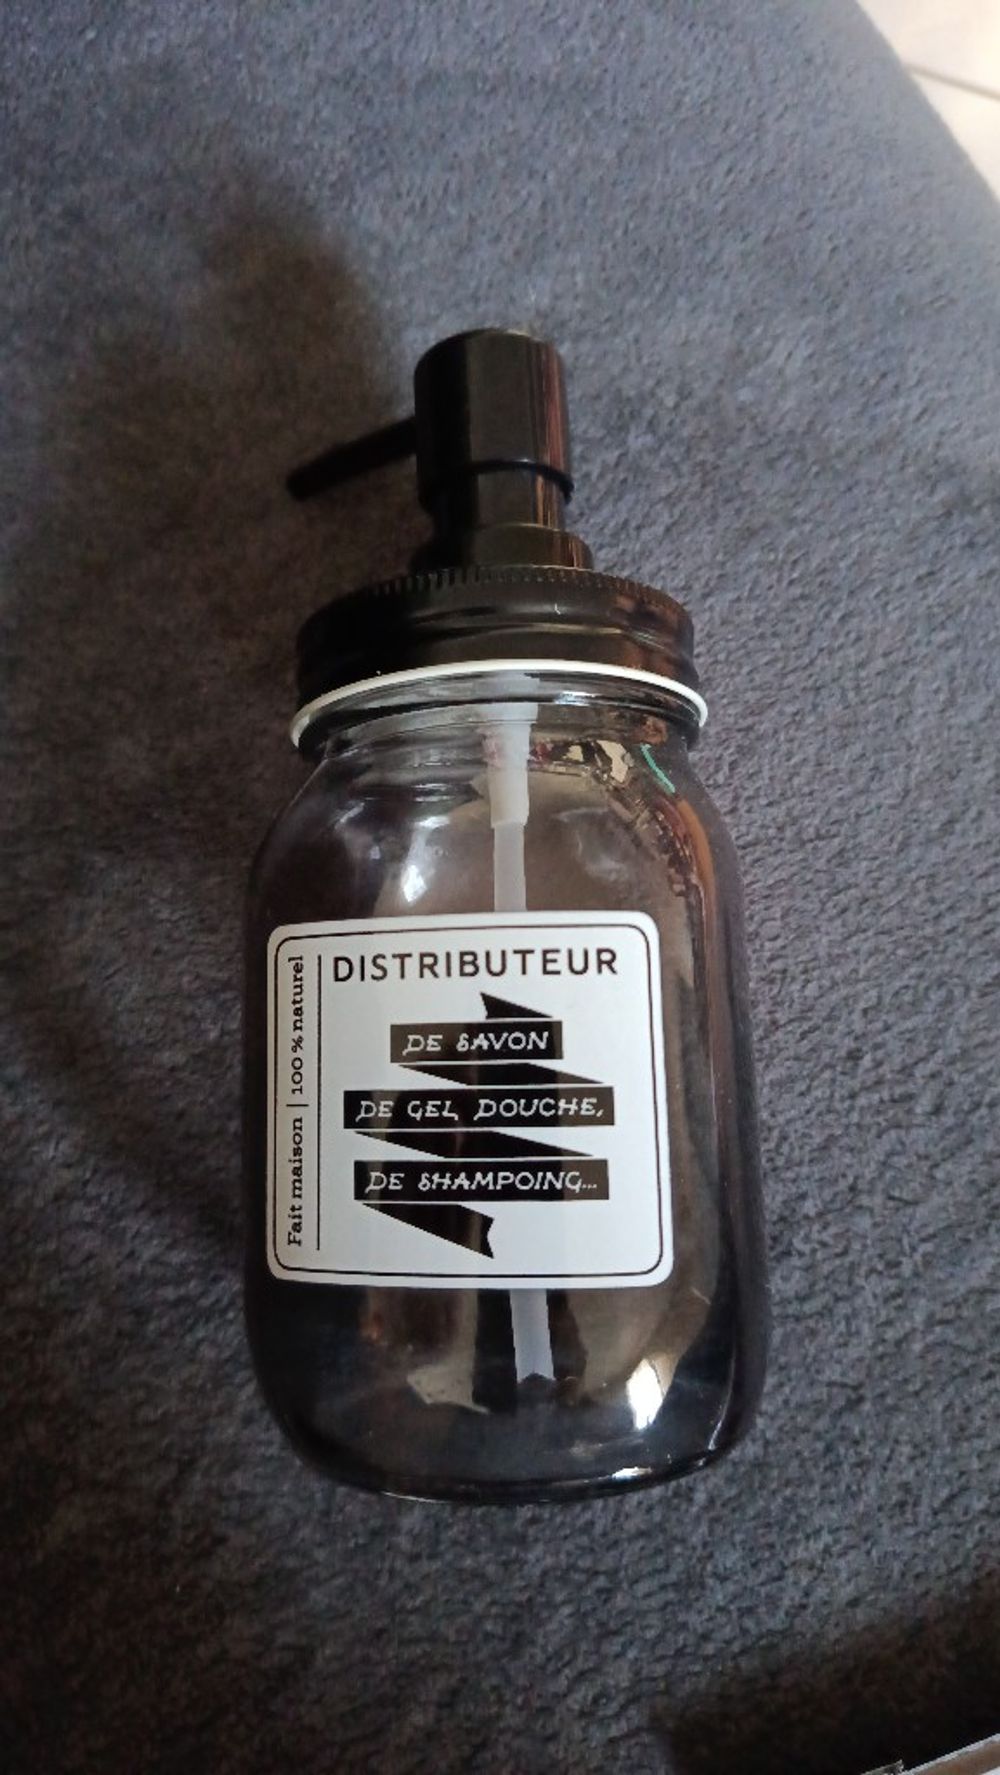 DISTRIBUTEUR
DE SAVON
DE GEL DOUCHE,
DE SHAMPOING...
Fait maison | 100 % naturel